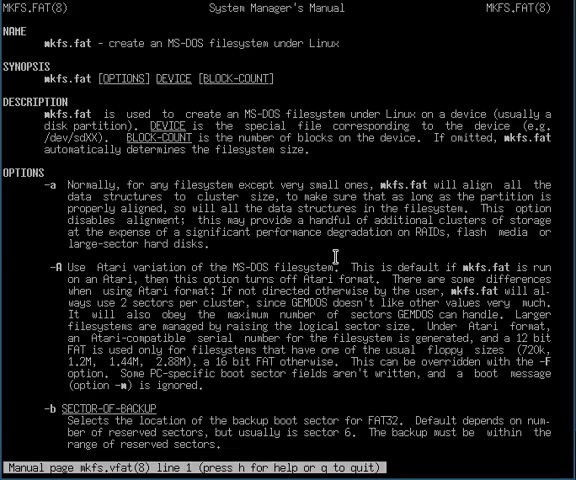 MKFS.FAT(8) System Manager's Manual MKFS.FAT(8)
NAME
mkfs.fat - create an MS-DOS filesystem under Linux
SYNOPSIS
mkfs.fat [OPTIONS] DEVICE [BLOCK-COUNT]
DESCRIPTION
mkfs.fat is used to create an MS-DOS filesystem under Linux on a device (usually a
disk partition). DEVICE is the special file corresponding to the device (e.g.
/dev/sdXX). BLOCK-COUNT is the number of blocks on the device. If omitted, mkfs.fat
automatically determines the filesystem size.
OPTIONS
-a Normally, for any filesystem except very small ones, mkfs.fat will align all the
data structures to cluster size, to make sure that as long as the partition is
properly aligned, so will all the data structures in the filesystem. This option
disables alignment; this may provide a handful of additional clusters of storage
at the expense of a significant performance degradation on RAIDs, flash media or
large-sector hard disks.
-A Use Atari variation of the MS-DOS filesystem. This is default if mkfs.fat is run
on an Atari, then this option turns off Atari format. There are some differences
when using Atari format: If not directed otherwise by the user, mkfs.fat will al-
ways use 2 sectors per cluster, since GEMDOS doesn't like other values very much.
It will also obey the maximum number of sectors GEMDOS can handle. Larger
filesystems are managed by raising the logical sector size. Under Atari format,
an Atari-compatible serial number for the filesystem is generated, and a 12 bit
FAT is used only for filesystems that have one of the usual floppy sizes (720k,
1.2M, 1.44M, 2.88M), a 16 bit FAT otherwise. This can be overridden with the -F
option. Some PC-specific boot sector fields aren't written, and a boot message
(option -m) is ignored.
-b SECTOR-OF-BACKUP
Selects the location of the backup boot sector for FAT32. Default depends on num-
ber of reserved sectors, but usually is sector 6. The backup must be within the
range of reserved sectors.
Manual page mkfs.vfat(8) line 1 (press h for help or q to quit)